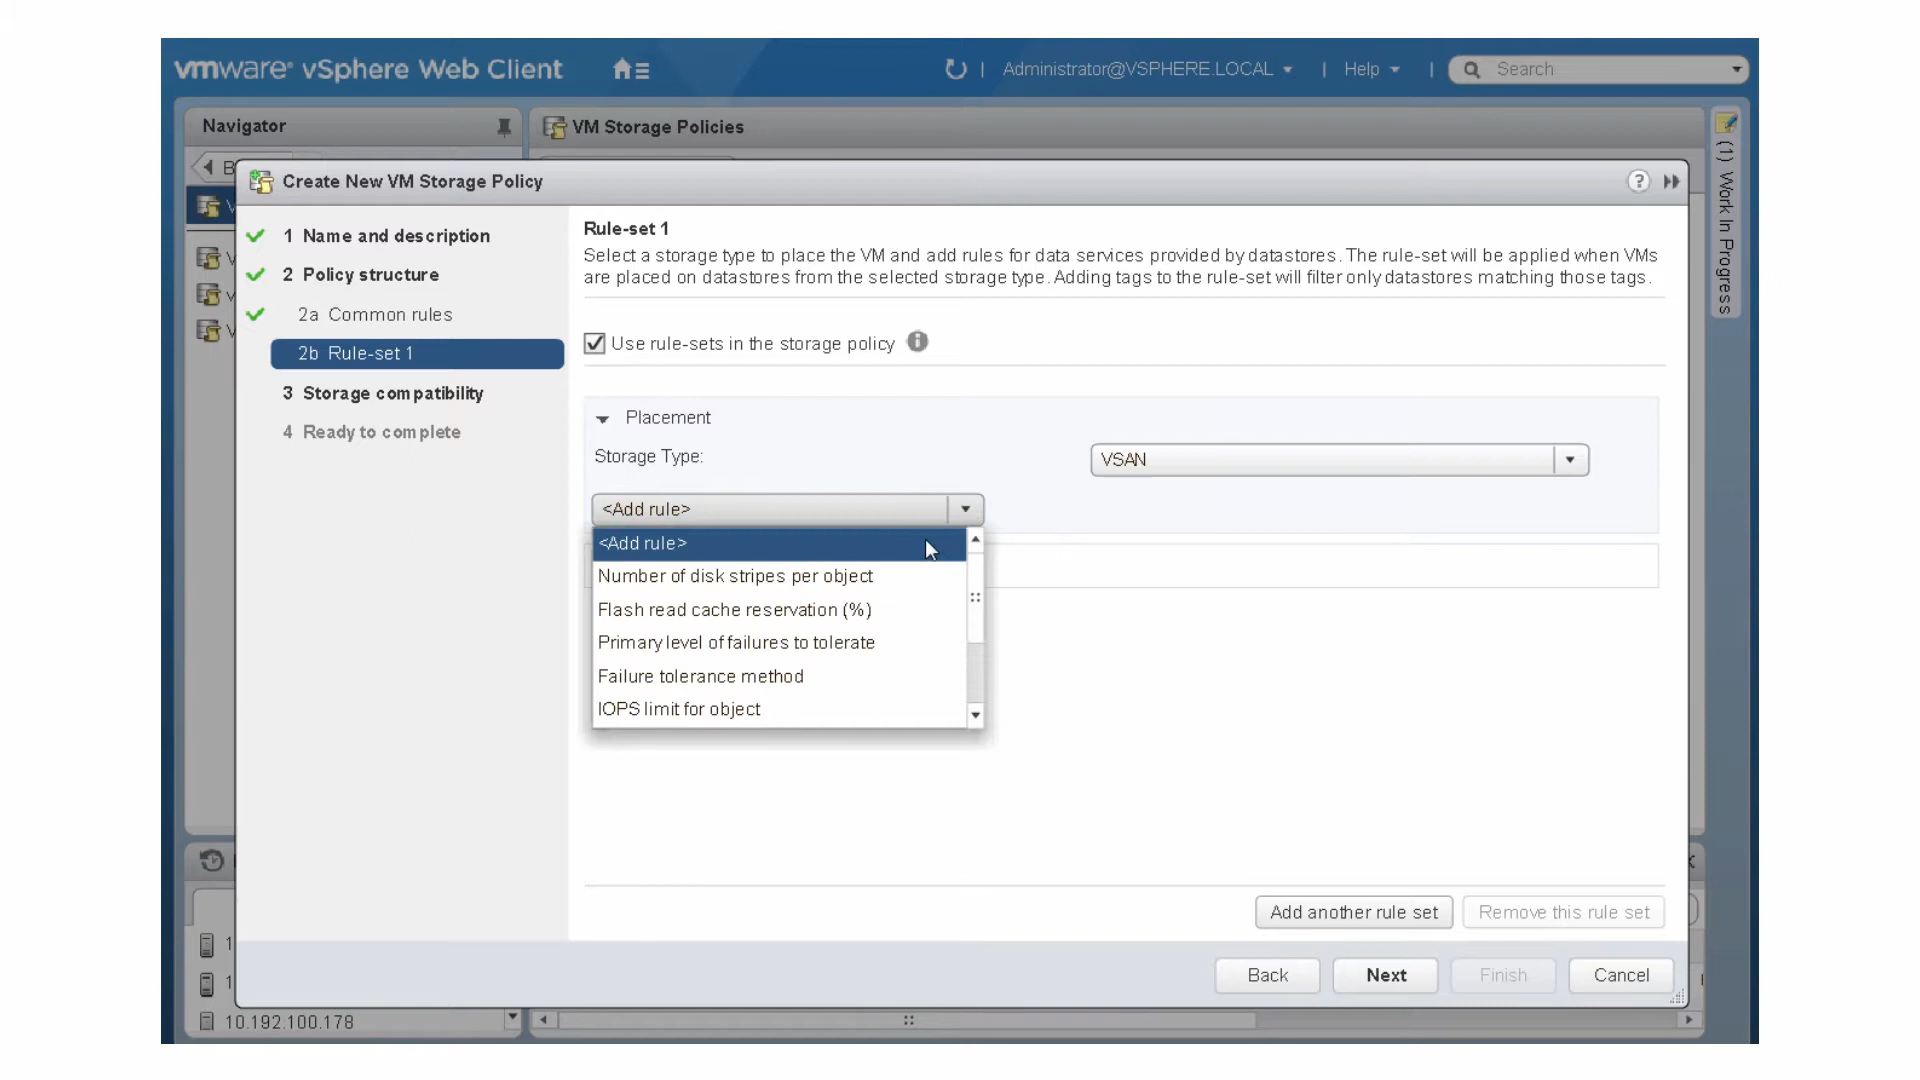 vmware® vSphere Web Client
Administrator@VSPHERE.LOCAL
Help
Search
Navigator
VM Storage Policies
(1) Work In Progress
Create New VM Storage Policy
1 Name and description
2 Policy structure
2a Common rules
2b Rule-set 1
3 Storage compatibility
4 Ready to complete
Rule-set 1
Select a storage type to place the VM and add rules for data services provided by datastores. The rule-set will be applied when VMs
are placed on datastores from the selected storage type. Adding tags to the rule-set will filter only datastores matching those tags.
Use rule-sets in the storage policy
Placement
Storage Type:
VSAN
<Add rule>
<Add rule>
Number of disk stripes per object
Flash read cache reservation (%)
Primary level of failures to tolerate
Failure tolerance method
IOPS limit for object
Add another rule set
Remove this rule set
Back
Next
Finish
Cancel
10.192.100.178